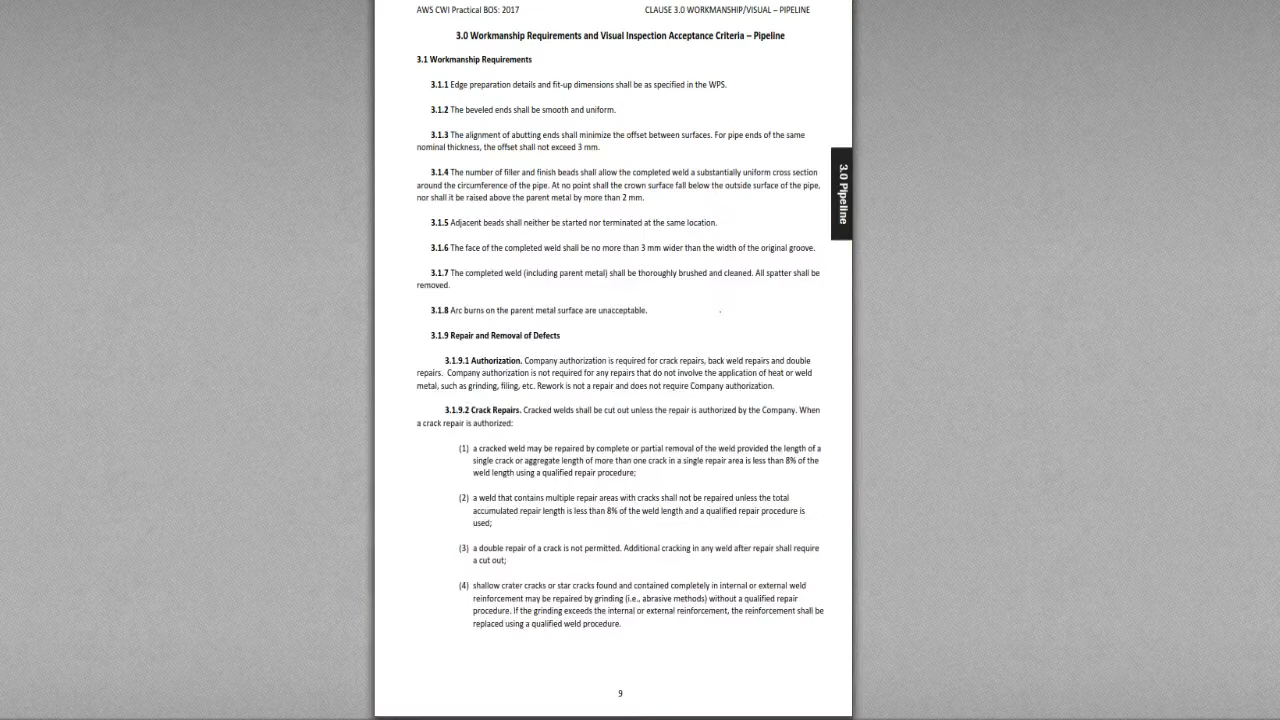 AWS CWI Practical BOS: 2017 CLAUSE 3.0 WORKMANSHIP/VISUAL – PIPELINE
3.0 Workmanship Requirements and Visual Inspection Acceptance Criteria – Pipeline
3.1 Workmanship Requirements
3.1.1 Edge preparation details and fit-up dimensions shall be as specified in the WPS.
3.1.2 The beveled ends shall be smooth and uniform.
3.1.3 The alignment of abutting ends shall minimize the offset between surfaces. For pipe ends of the same
nominal thickness, the offset shall not exceed 3 mm.
3.0 Pipeline
3.1.4 The number of filler and finish beads shall allow the completed weld a substantially uniform cross section
around the circumference of the pipe. At no point shall the crown surface fall below the outside surface of the pipe,
nor shall it be raised above the parent metal by more than 2 mm.
3.1.5 Adjacent beads shall neither be started nor terminated at the same location.
3.1.6 The face of the completed weld shall be no more than 3 mm wider than the width of the original groove.
3.1.7 The completed weld (including parent metal) shall be thoroughly brushed and cleaned. All spatter shall be
removed.
3.1.8 Arc burns on the parent metal surface are unacceptable.
3.1.9 Repair and Removal of Defects
3.1.9.1 Authorization. Company authorization is required for crack repairs, back weld repairs and double
repairs. Company authorization is not required for any repairs that do not involve the application of heat or weld
metal, such as grinding, filing, etc. Rework is not a repair and does not require Company authorization.
3.1.9.2 Crack Repairs. Cracked welds shall be cut out unless the repair is authorized by the Company. When
a crack repair is authorized:
(1) a cracked weld may be repaired by complete or partial removal of the weld provided the length of a
single crack or aggregate length of more than one crack in a single repair area is less than 8% of the
weld length using a qualified repair procedure;
(2) a weld that contains multiple repair areas with cracks shall not be repaired unless the total
accumulated repair length is less than 8% of the weld length and a qualified repair procedure is
used;
(3) a double repair of a crack is not permitted. Additional cracking in any weld after repair shall require
a cut out;
(4) shallow crater cracks or star cracks found and contained completely in internal or external weld
reinforcement may be repaired by grinding (i.e., abrasive methods) without a qualified repair
procedure. If the grinding exceeds the internal or external reinforcement, the reinforcement shall be
replaced using a qualified weld procedure.
9